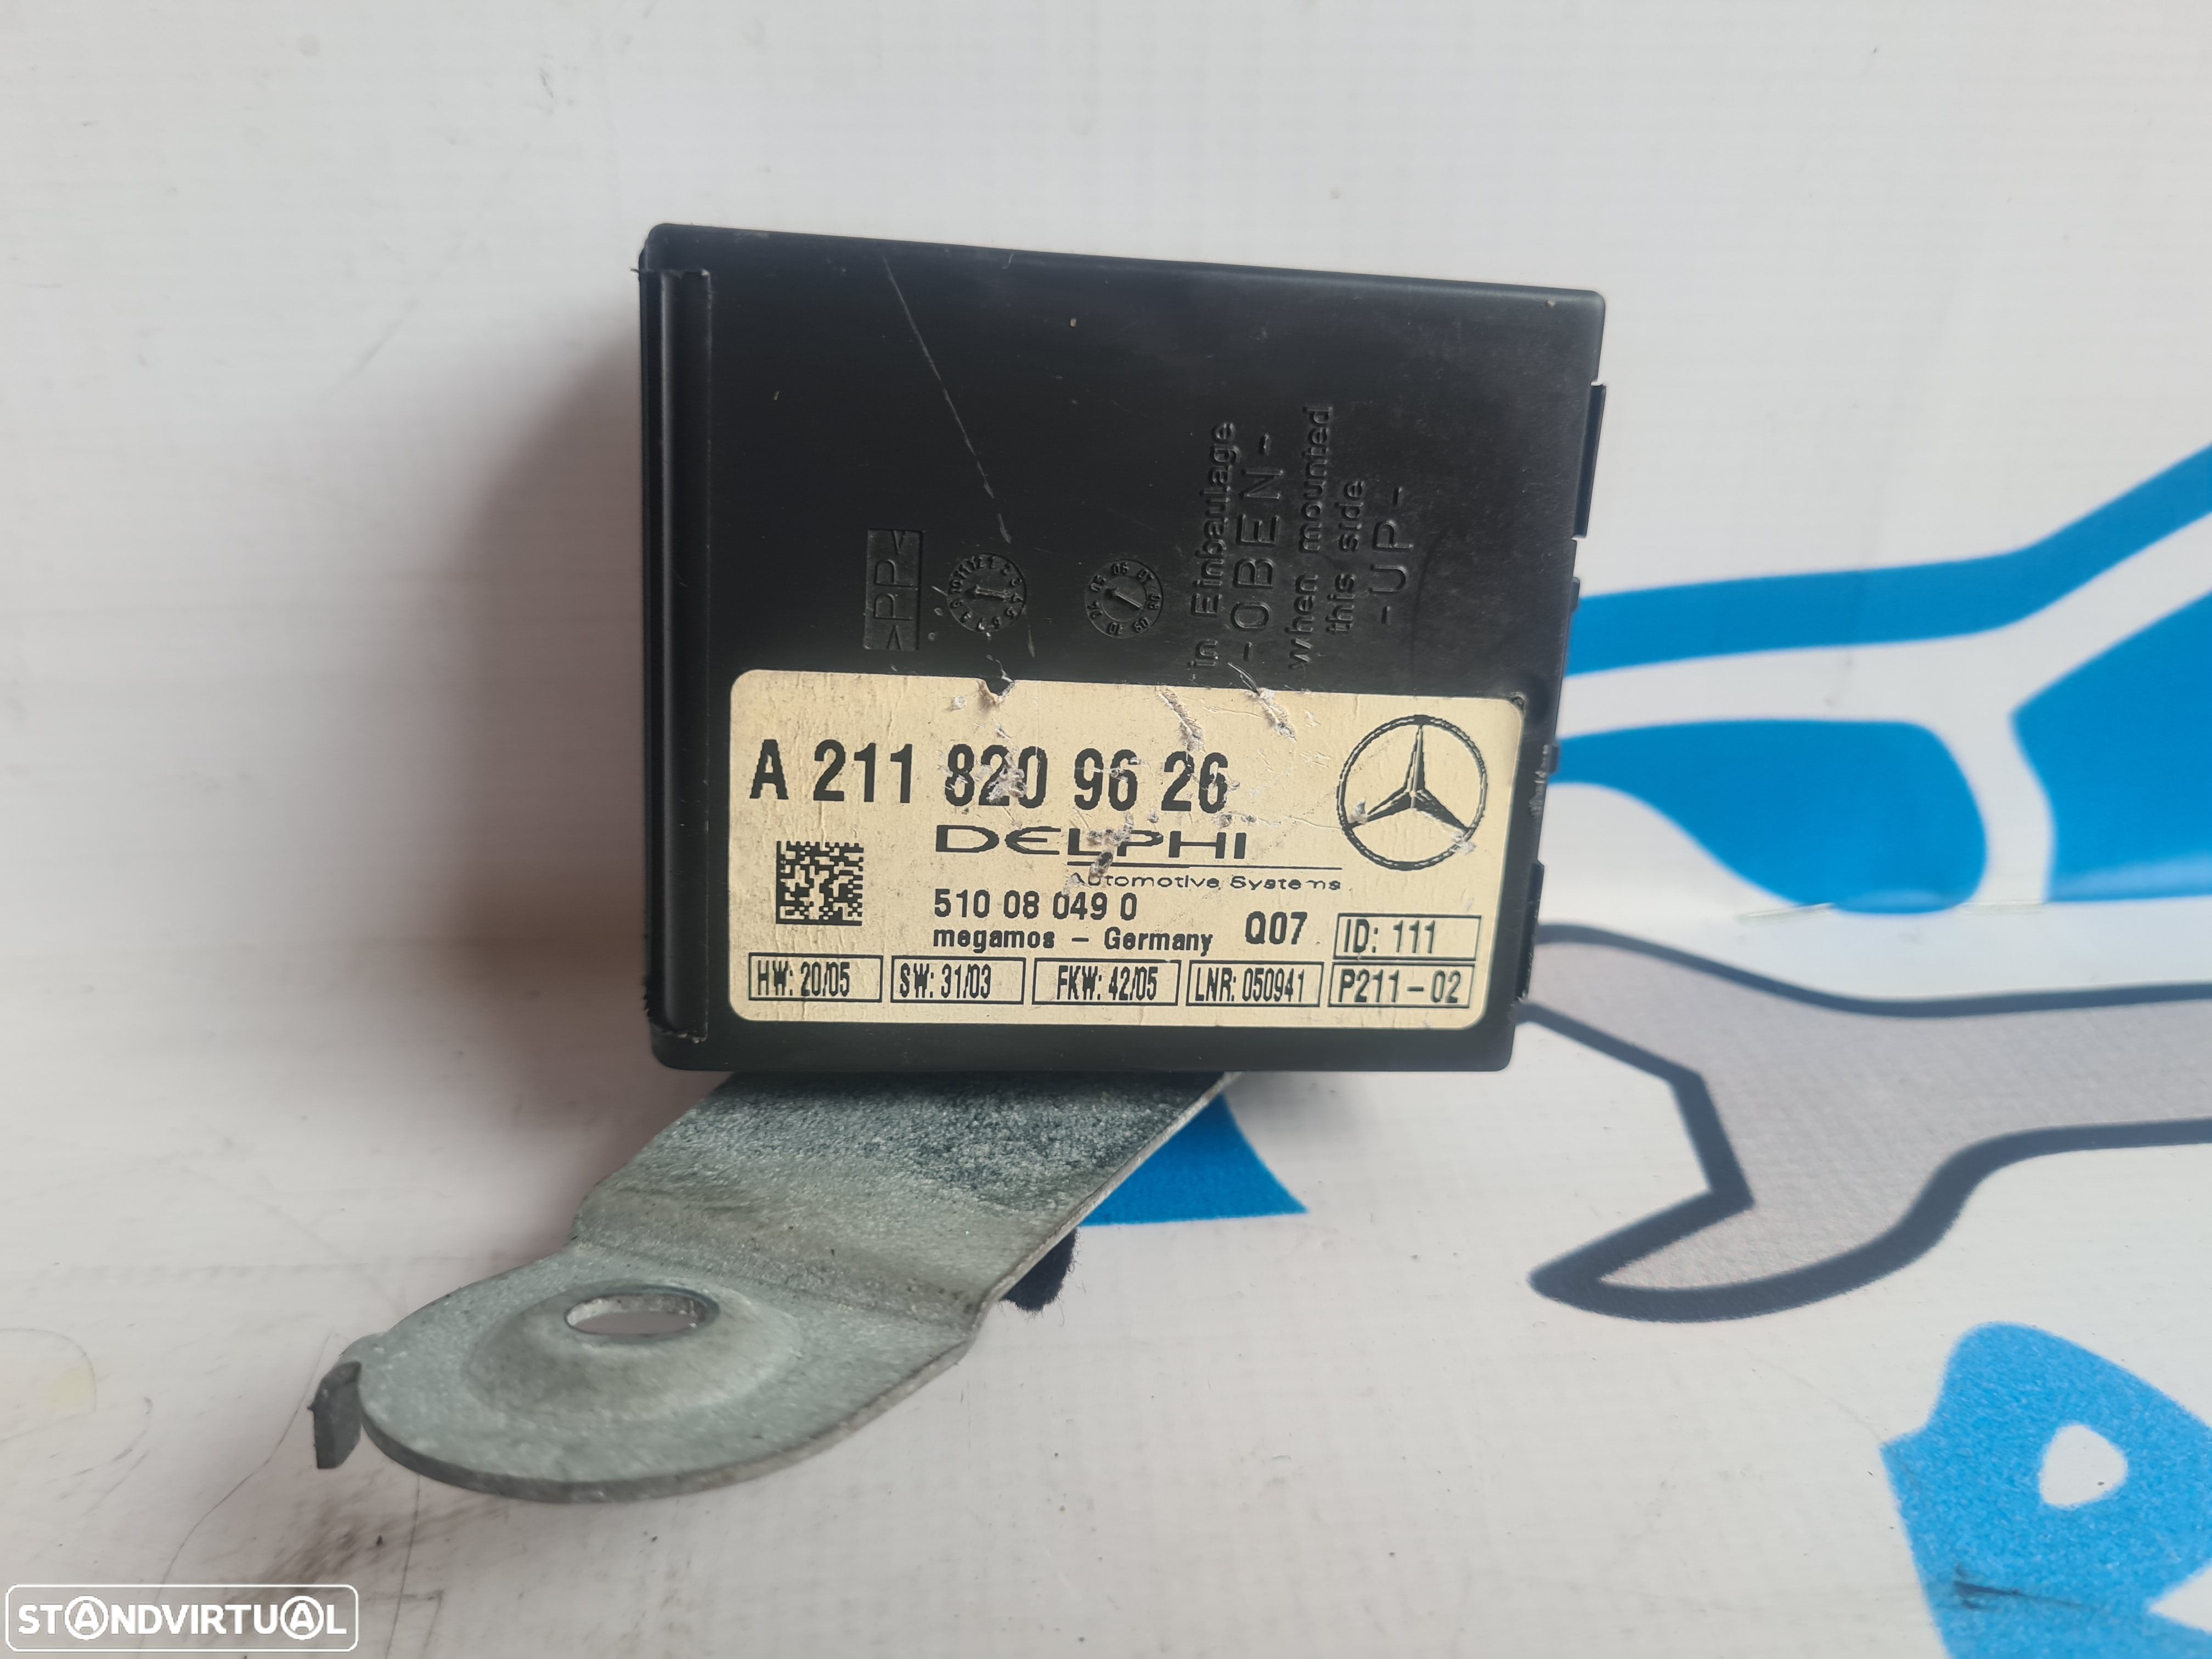 in Einbaulage
- OBEN -
when mounted
this side
- UP -
>PP<
A 211 820 96 26
DELPHI
Automotive Systems
510 08 049 0
megamos - Germany
Q07
ID: 111
HW: 20/05
SW: 31/03
FKW: 42/05
LNR: 050941
P211-02
STANDVIRTUAL